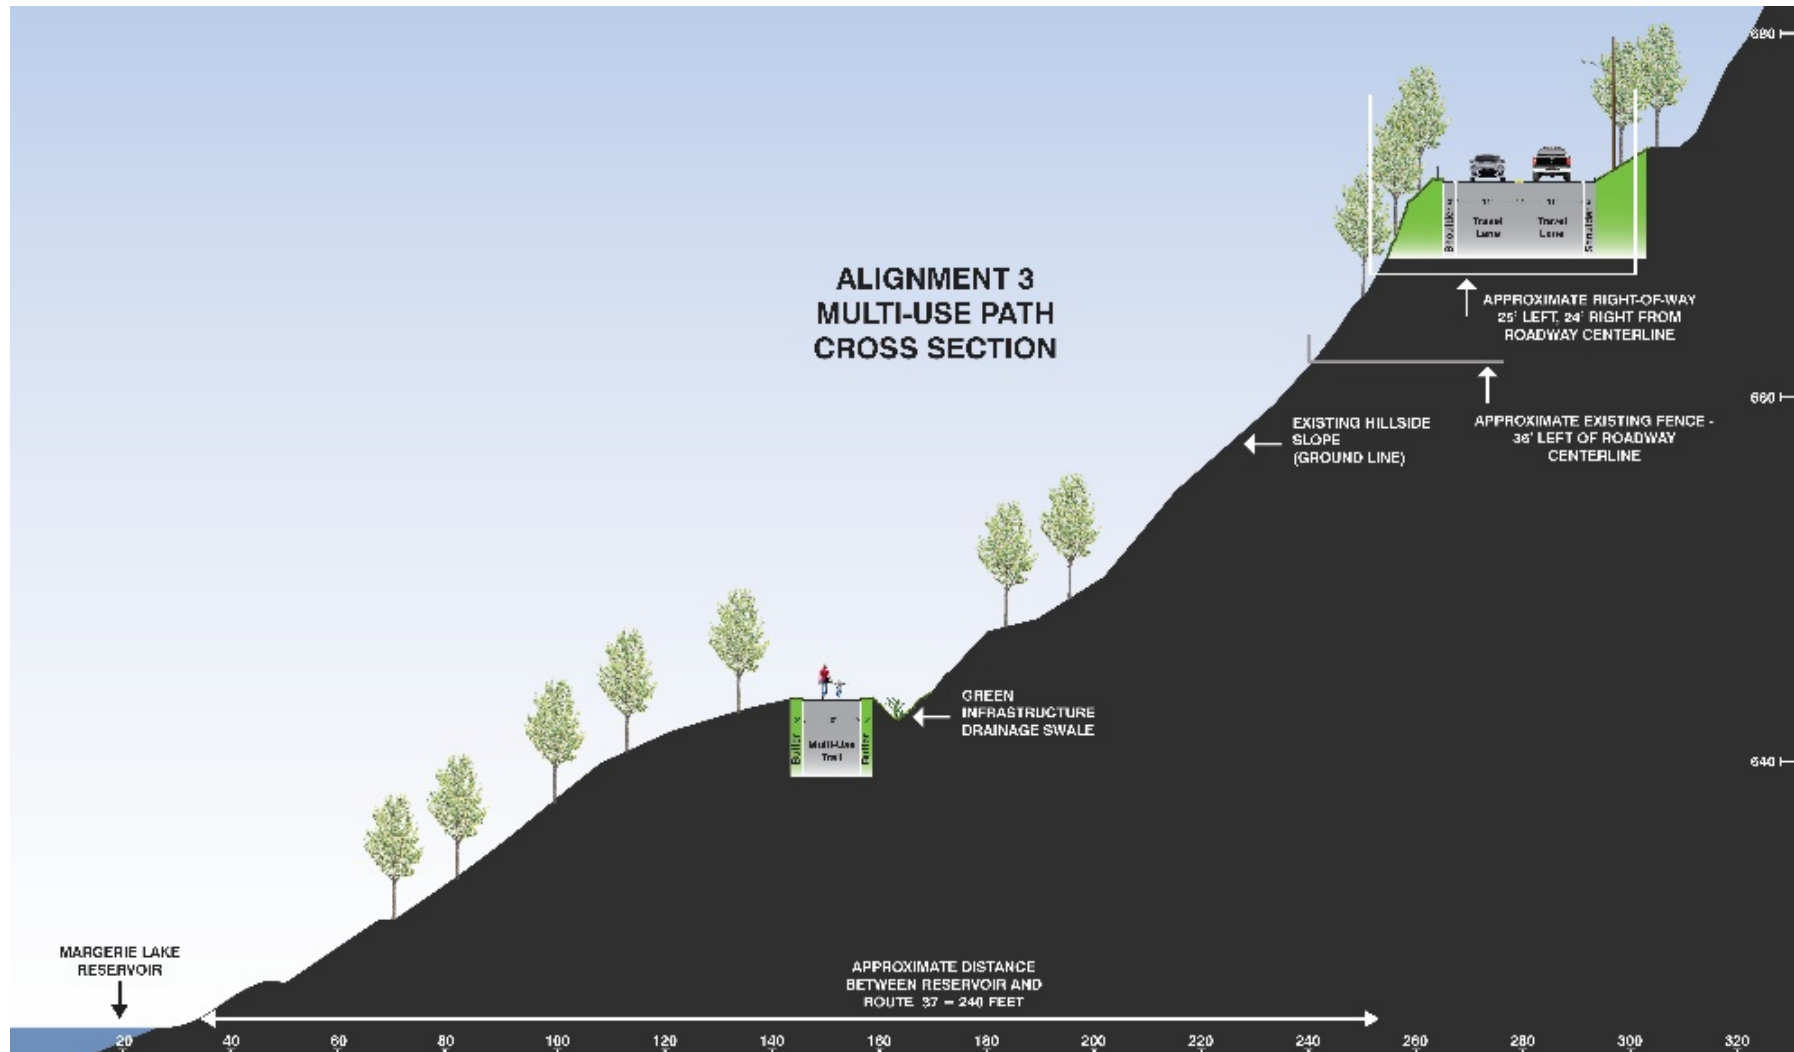 680
ALIGNMENT 3
MULTI-USE PATH
CROSS SECTION
Shoulder
Travel
Lane
Travel
Lane
Shoulder
APPROXIMATE RIGHT-OF-WAY
25' LEFT, 24' RIGHT FROM
ROADWAY CENTERLINE
660
EXISTING HILLSIDE
SLOPE
(GROUND LINE)
APPROXIMATE EXISTING FENCE -
36' LEFT OF ROADWAY
CENTERLINE
GREEN
INFRASTRUCTURE
DRAINAGE SWALE
Buffer
Multi-Use
Trail
Buffer
640
MARGERIE LAKE
RESERVOIR
APPROXIMATE DISTANCE
BETWEEN RESERVOIR AND
ROUTE 37 – 240 FEET
20 40 60 80 100 120 140 160 180 200 220 240 260 280 300 320